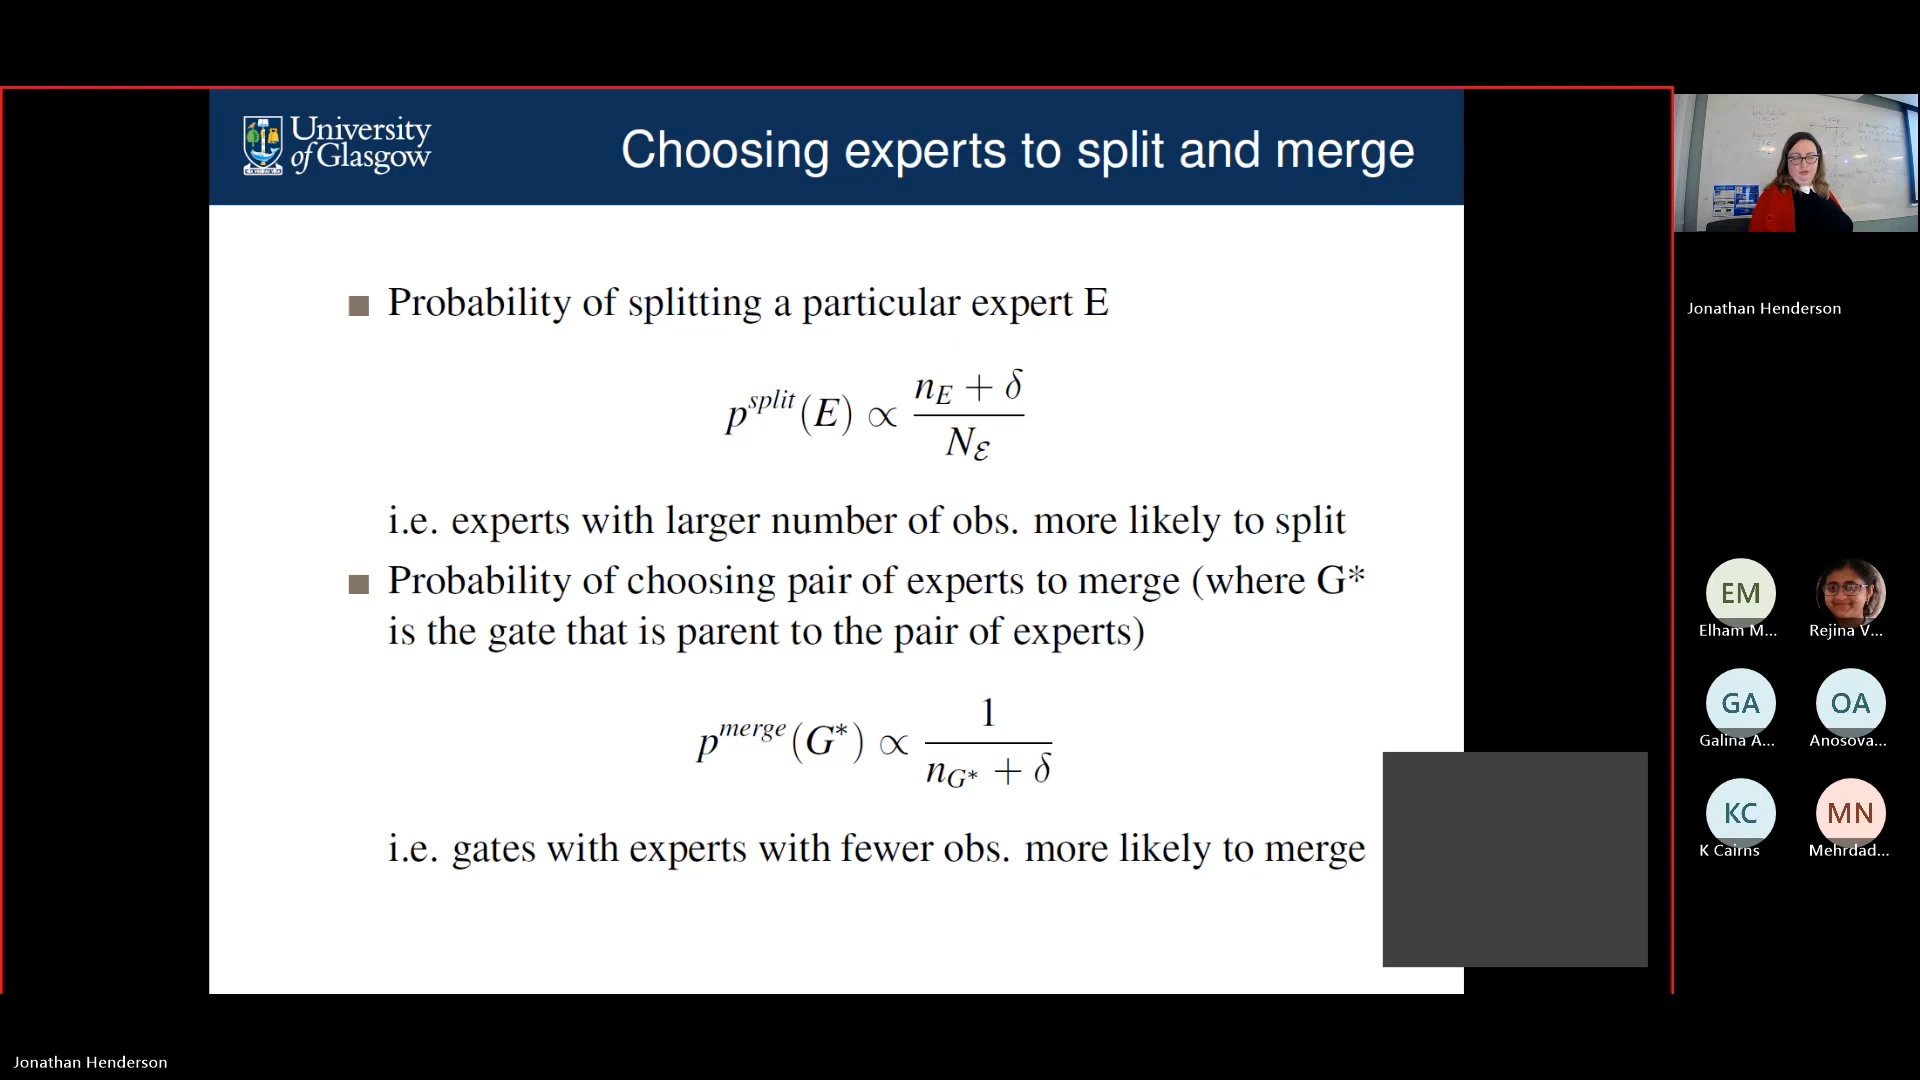 University
of Glasgow
Choosing experts to split and merge
Probability of splitting a particular expert E
p^{split}(E) ∝ \frac{n_E + δ}{N_ℰ}
i.e. experts with larger number of obs. more likely to split
Probability of choosing pair of experts to merge (where G*
is the gate that is parent to the pair of experts)
p^{merge}(G*) ∝ \frac{1}{n_{G*} + δ}
i.e. gates with experts with fewer obs. more likely to merge
Jonathan Henderson
EM
Elham M...
Rejina V...
GA
OA
Galina A...
Anosova...
KC
MN
K Cairns
Mehrdad...
Jonathan Henderson